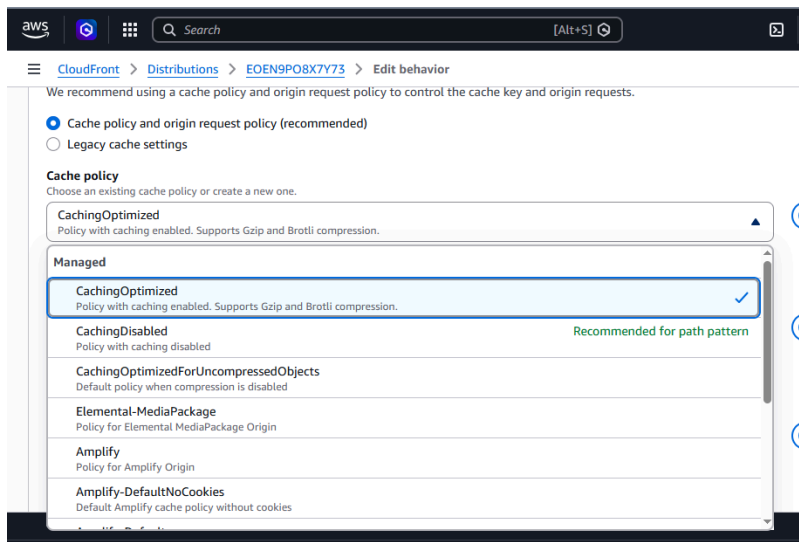 aws
Search
[Alt+S]
CloudFront > Distributions > EOEN9PO8X7Y73 > Edit behavior
We recommend using a cache policy and origin request policy to control the cache key and origin requests.
Cache policy and origin request policy (recommended)
Legacy cache settings
Cache policy
Choose an existing cache policy or create a new one.
CachingOptimized
Policy with caching enabled. Supports Gzip and Brotli compression.
Managed
CachingOptimized
Policy with caching enabled. Supports Gzip and Brotli compression.
CachingDisabled
Recommended for path pattern
Policy with caching disabled
CachingOptimizedForUncompressedObjects
Default policy when compression is disabled
Elemental-MediaPackage
Policy for Elemental MediaPackage Origin
Amplify
Policy for Amplify Origin
Amplify-DefaultNoCookies
Default Amplify cache policy without cookies